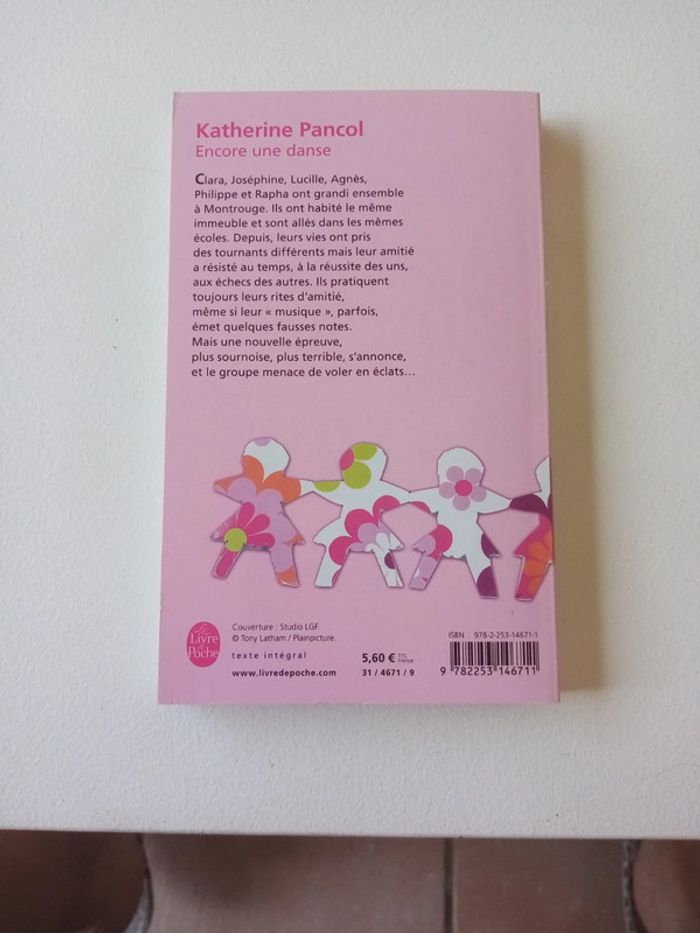 Katherine Pancol
Encore une danse
Clara, Joséphine, Lucille, Agnès,
Philippe et Rapha ont grandi ensemble
à Montrouge. Ils ont habité le même
immeuble et sont allés dans les mêmes
écoles. Depuis, leurs vies ont pris
des tournants différents mais leur amitié
a résisté au temps, à la réussite des uns,
aux échecs des autres. Ils pratiquent
toujours leurs rites d'amitié,
même si leur « musique », parfois,
émet quelques fausses notes.
Mais une nouvelle épreuve,
plus sournoise, plus terrible, s'annonce,
et le groupe menace de voler en éclats...
Le
Livre
de
Poche
Couverture : Studio LGF.
© Tony Latham / Plainpicture.
texte intégral
www.livredepoche.com
5,60 € TTC
France
31 / 4671 / 9
ISBN : 978-2-253-14671-1
9 782253 146711